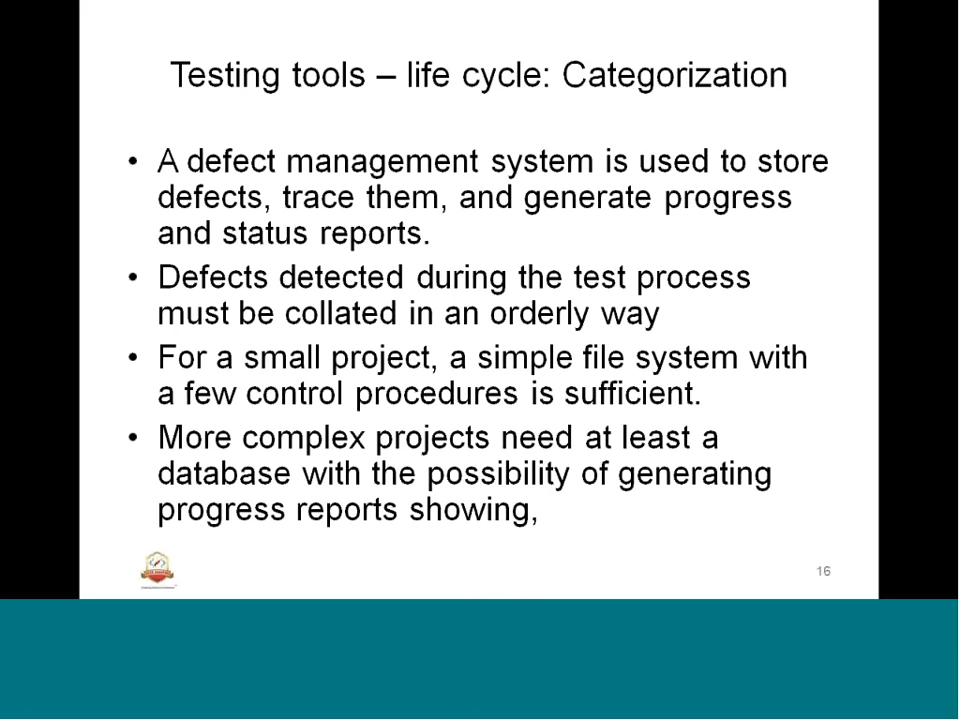 Testing tools – life cycle: Categorization
• A defect management system is used to store
defects, trace them, and generate progress
and status reports.
• Defects detected during the test process
must be collated in an orderly way
• For a small project, a simple file system with
a few control procedures is sufficient.
• More complex projects need at least a
database with the possibility of generating
progress reports showing,
16